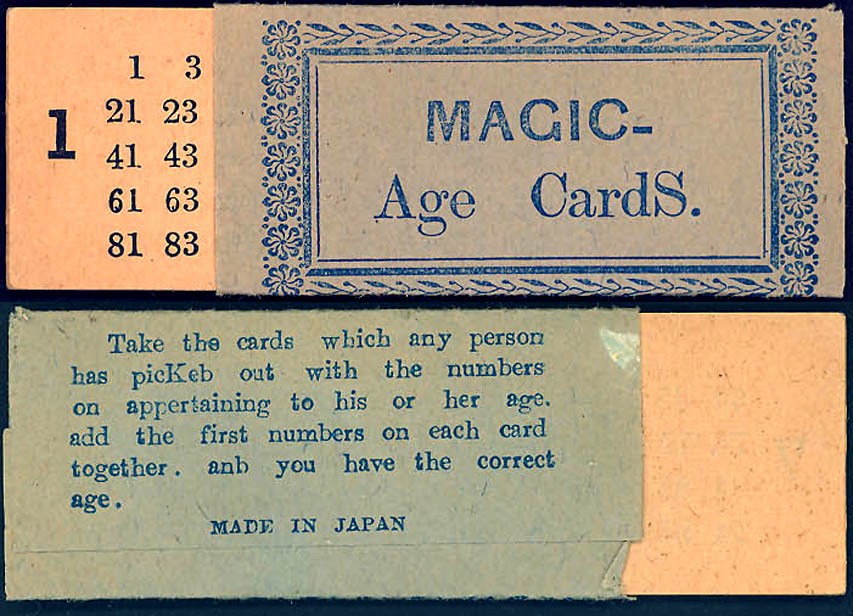 1 3
21 23
1
41 43
61 63
81 83
MAGIC-
Age CardS.
Take the cards which any person
has picKeb out with the numbers
on appertaining to his or her age.
add the first numbers on each card
together. anb you have the correct
age.
MADE IN JAPAN